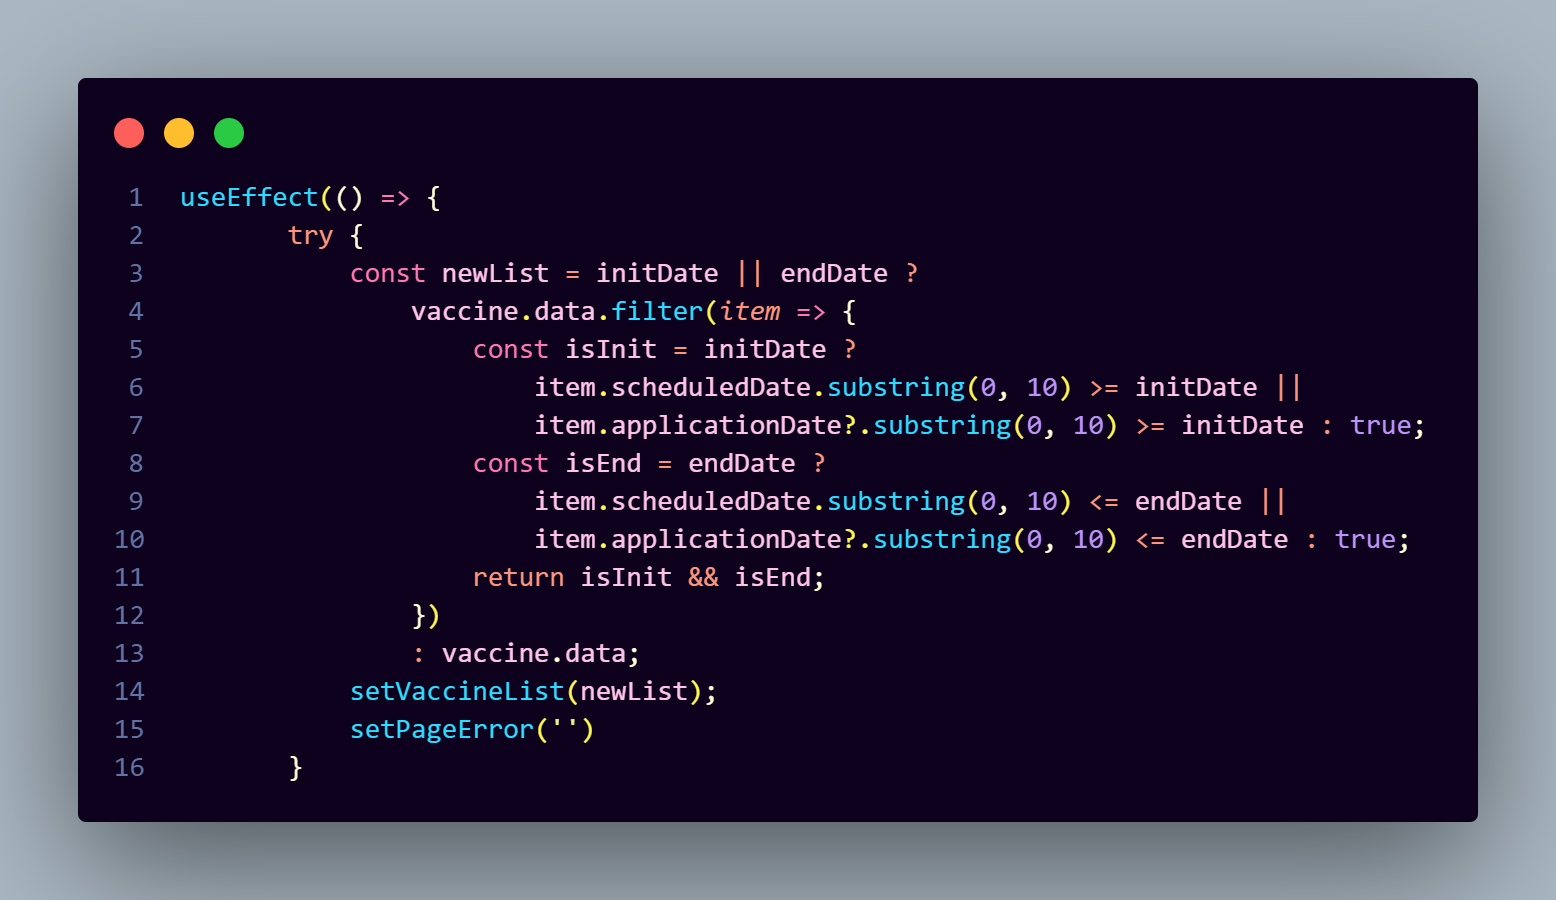 1 useEffect(() => {
2 try {
3 const newList = initDate || endDate ?
4 vaccine.data.filter(item => {
5 const isInit = initDate ?
6 item.scheduledDate.substring(0, 10) >= initDate ||
7 item.applicationDate?.substring(0, 10) >= initDate : true;
8 const isEnd = endDate ?
9 item.scheduledDate.substring(0, 10) <= endDate ||
10 item.applicationDate?.substring(0, 10) <= endDate : true;
11 return isInit && isEnd;
12 })
13 : vaccine.data;
14 setVaccineList(newList);
15 setPageError('')
16 }